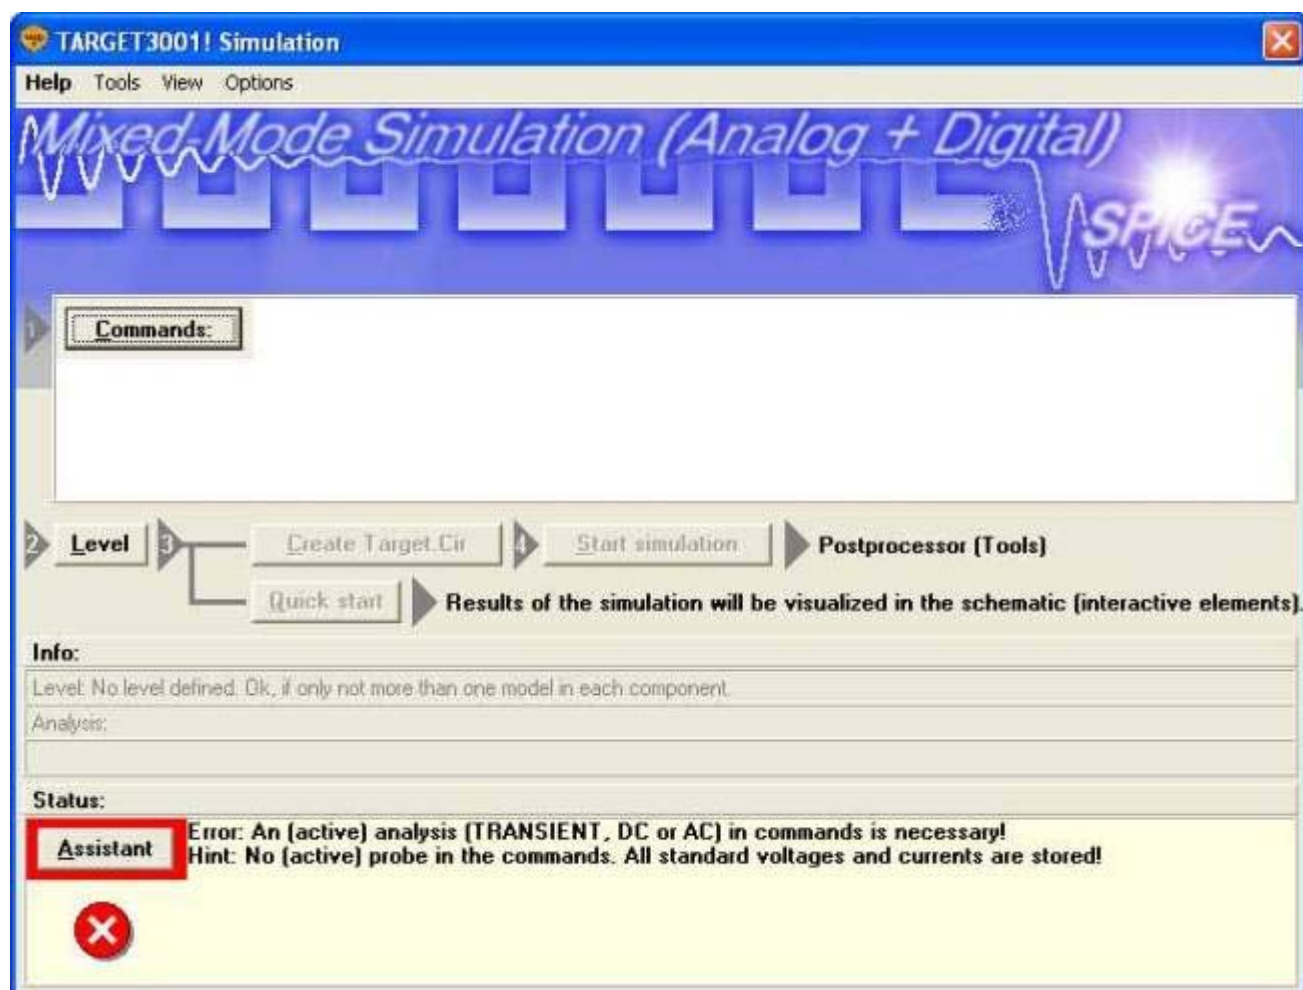 TARGET3001! Simulation
Help Tools View Options
Mixed-Mode Simulation (Analog + Digital)
SPICE
1 Commands:
2 Level 3 Create Target.Cir 4 Start simulation Postprocessor (Tools)
Quick start Results of the simulation will be visualized in the schematic (interactive elements).
Info:
Level: No level defined. Ok, if only not more than one model in each component.
Analysis:
Status:
Assistant Error: An (active) analysis (TRANSIENT, DC or AC) in commands is necessary!
Hint: No (active) probe in the commands. All standard voltages and currents are stored!